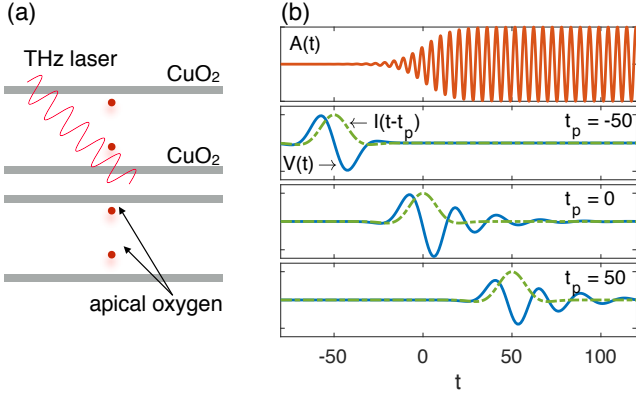 (a)
THz laser
CuO₂
CuO₂
apical oxygen
(b)
A(t)
I(t-tₚ)
V(t)
tₚ = -50
tₚ = 0
tₚ = 50
-50 0 50 100
t